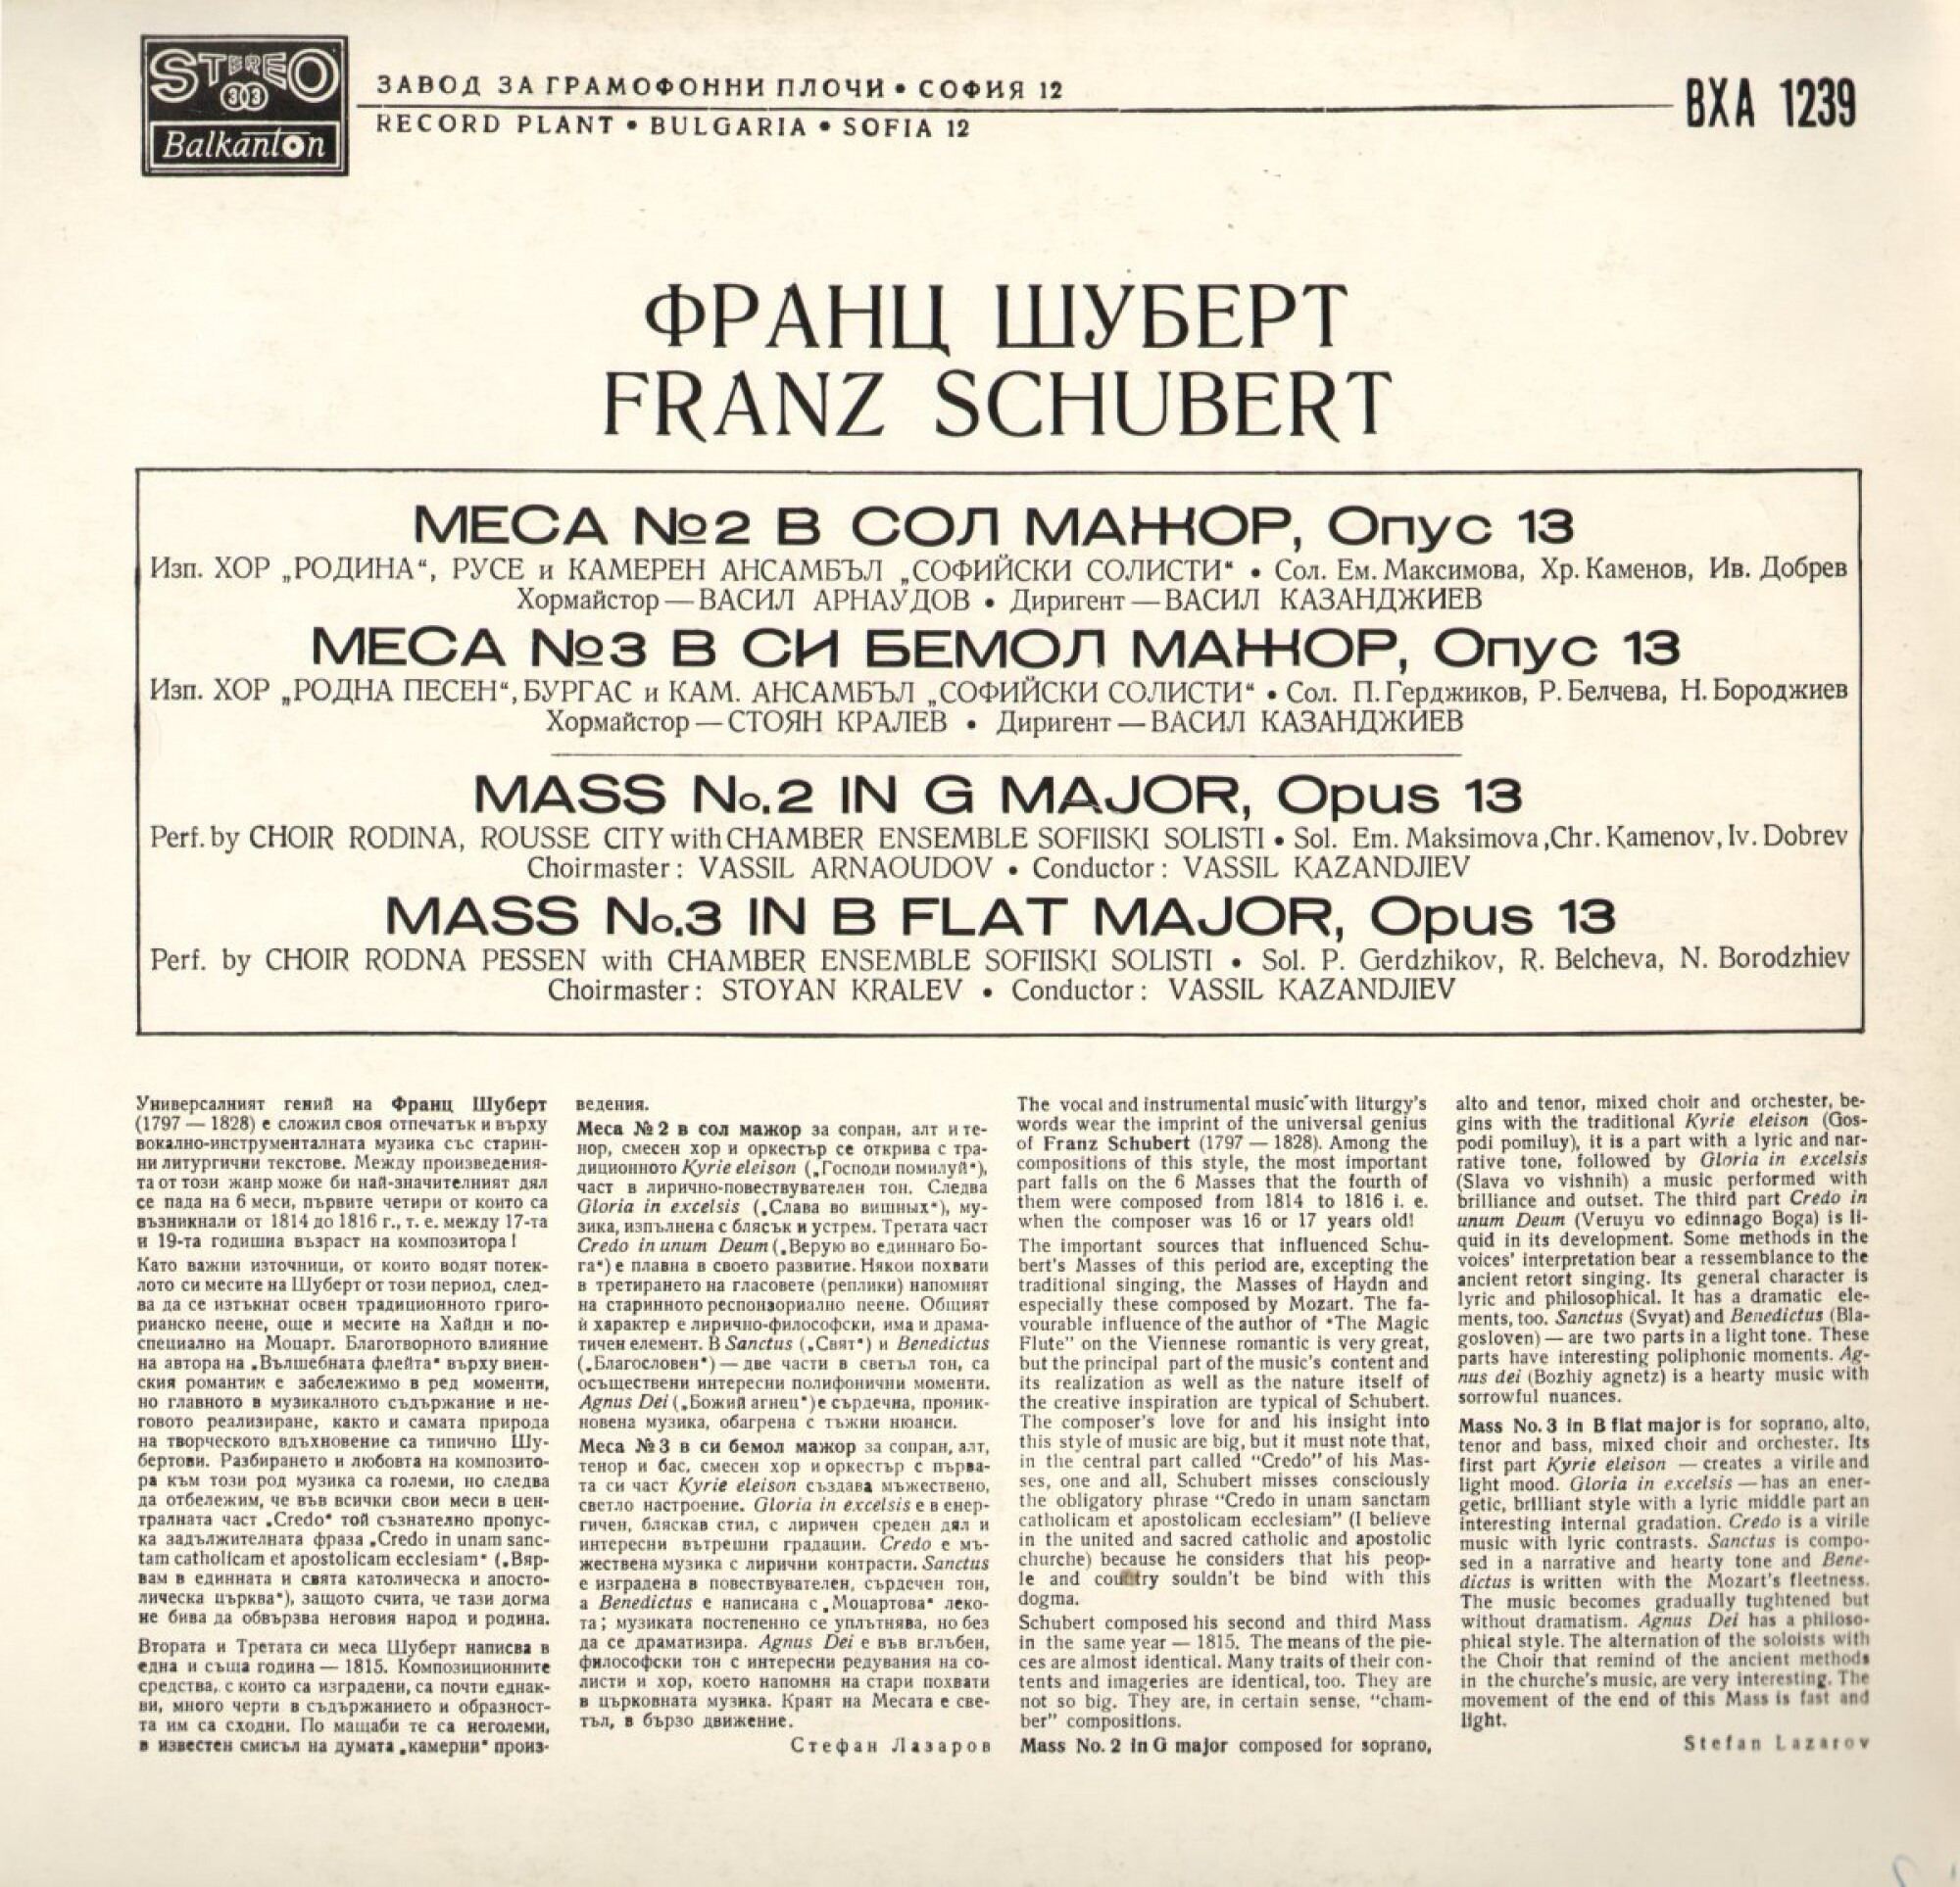 STEREO
33
Balkanton
ЗАВОД ЗА ГРАМОФОННИ ПЛОЧИ • СОФИЯ 12
RECORD PLANT • BULGARIA • SOFIA 12
ВХА 1239
ФРАНЦ ШУБЕРТ
FRANZ SCHUBERT
МЕСА №2 В СОЛ МАЖОР, Опус 13
Изп. ХОР „РОДИНА“, РУСЕ и КАМЕРЕН АНСАМБЪЛ „СОФИЙСКИ СОЛИСТИ“ • Сол. Ем. Максимова, Хр. Каменов, Ив. Добрев
Хормайстор — ВАСИЛ АРНАУДОВ • Диригент — ВАСИЛ КАЗАНДЖИЕВ
МЕСА №3 В СИ БЕМОЛ МАЖОР, Опус 13
Изп. ХОР „РОДНА ПЕСЕН“, БУРГАС и КАМ. АНСАМБЪЛ „СОФИЙСКИ СОЛИСТИ“ • Сол. П. Герджиков, Р. Белчева, Н. Бороджиев
Хормайстор — СТОЯН КРАЛЕВ • Диригент — ВАСИЛ КАЗАНДЖИЕВ
MASS No.2 IN G MAJOR, Opus 13
Perf. by CHOIR RODINA, ROUSSE CITY with CHAMBER ENSEMBLE SOFIISKI SOLISTI • Sol. Em. Maksimova ,Chr. Kamenov, Iv. Dobrev
Choirmaster : VASSIL ARNAOUDOV • Conductor : VASSIL KAZANDJIEV
MASS No.3 IN B FLAT MAJOR, Opus 13
Perf. by CHOIR RODNA PESSEN with CHAMBER ENSEMBLE SOFIISKI SOLISTI • Sol. P. Gerdzhikov, R. Belcheva, N. Borodzhiev
Choirmaster : STOYAN KRALEV • Conductor : VASSIL KAZANDJIEV
Универсалният гений на Франц Шуберт
(1797 — 1828) е сложил своя отпечатък и върху
вокално-инструменталната музика със старин-
ни литургични текстове. Между произведения-
та от този жанр може би най-значителният дял
се пада на 6 меси, първите четири от които са
възникнали от 1814 до 1816 г., т. е. между 17-та
и 19-та годишна възраст на композитора !
Като важни източници, от които водят потек-
лото си месите на Шуберт от този период, след-
ва да се изтъкнат освен традиционното григо-
рианско пеене, още и месите на Хайдн и по-
специално на Моцарт. Благотворното влияние
на автора на „Вълшебната флейта“ върху виен-
ския романтик е забележимо в ред моменти,
но главното в музикалното съдържание и не-
говото реализиране, както и самата природа
на творческото вдъхновение са типично Шу-
бертови. Разбирането и любовта на композито-
ра към този род музика са големи, но следва
да отбележим, че във всички свои меси в цен-
тралната част „Credo“ той съзнателно пропус-
ка задължителната фраза „Credo in unam sanc-
tam catholicam et apostolicam ecclesiam“ („Вяр-
вам в единната и свята католическа и апосто-
лическа църква“), защото счита, че тази догма
не бива да обвързва неговия народ и родина.
Втората и Третата си меса Шуберт написва в
една и съща година — 1815. Композиционните
средства, с които са изградени, са почти еднак-
ви, много черти в съдържанието и образност-
та им са сходни. По мащаби те са неголеми,
в известен смисъл на думата „камерни“ произ-
ведения.
Меса №2 в сол мажор за сопран, алт и те-
нор, смесен хор и оркестър се открива с тра-
диционното Kyrie eleison („Господи помилуй“),
част в лирично-повествувателен тон. Следва
Gloria in excelsis („Слава во вишных“), му-
зика, изпълнена с блясък и устрем. Третата част
Credo in unum Deum („Верую во единнаго Бо-
га“) е плавна в своето развитие. Някои похвати
в третирането на гласовете (реплики) напомнят
на старинното респонзориално пеене. Общият
ѝ характер е лирично-философски, има и драма-
тичен елемент. В Sanctus („Свят“) и Benedictus
(„Благословен“) — две части в светъл тон, са
осъществени интересни полифонични моменти.
Agnus Dei („Божий агнец“) е сърдечна, проник-
новена музика, обагрена с тъжни нюанси.
Меса №3 в си бемол мажор за сопран, алт,
тенор и бас, смесен хор и оркестър с първа-
та си част Kyrie eleison създава мъжествено,
светло настроение. Gloria in excelsis е в енер-
гичен, бляскав стил, с лиричен среден дял и
интересни вътрешни градации. Credo е мъ-
жествена музика с лирични контрасти. Sanctus
е изградена в повествувателен, сърдечен тон,
а Benedictus е написана с „Моцартова“ леко-
та ; музиката постепенно се уплътнява, но без
да се драматизира. Agnus Dei е във вглъбен,
философски тон с интересни редувания на со-
листи и хор, което напомня на стари похвати
в църковната музика. Краят на Месата е све-
тъл, в бързо движение.
Стефан Лазаров
The vocal and instrumental music with liturgy's
words wear the imprint of the universal genius
of Franz Schubert (1797 — 1828). Among the
compositions of this style, the most important
part falls on the 6 Masses that the fourth of
them were composed from 1814 to 1816 i. e.
when the composer was 16 or 17 years old!
The important sources that influenced Schu-
bert's Masses of this period are, excepting the
traditional singing, the Masses of Haydn and
especially these composed by Mozart. The fa-
vourable influence of the author of "The Magic
Flute" on the Viennese romantic is very great,
but the principal part of the music's content and
its realization as well as the nature itself of
the creative inspiration are typical of Schubert.
The composer's love for and his insight into
this style of music are big, but it must note that,
in the central part called "Credo" of his Mas-
ses, one and all, Schubert misses consciously
the obligatory phrase "Credo in unam sanctam
catholicam et apostolicam ecclesiam" (I believe
in the united and sacred catholic and apostolic
churche) because he considers that his peop-
le and country souldn't be bind with this
dogma.
Schubert composed his second and third Mass
in the same year — 1815. The means of the pie-
ces are almost identical. Many traits of their con-
tents and imageries are identical, too. They are
not so big. They are, in certain sense, "cham-
ber" compositions.
Mass No. 2 in G major composed for soprano,
alto and tenor, mixed choir and orchester, be-
gins with the traditional Kyrie eleison (Gos-
podi pomiluy), it is a part with a lyric and nar-
rative tone, followed by Gloria in excelsis
(Slava vo vishnih) a music performed with
brilliance and outset. The third part Credo in
unum Deum (Veruyu vo edinnago Boga) is li-
quid in its development. Some methods in the
voices' interpretation bear a ressemblance to the
ancient retort singing. Its general character is
lyric and philosophical. It has a dramatic ele-
ments, too. Sanctus (Svyat) and Benedictus (Bla-
gosloven) — are two parts in a light tone. These
parts have interesting poliphonic moments. Ag-
nus dei (Bozhiy agnetz) is a hearty music with
sorrowful nuances.
Mass No. 3 in B flat major is for soprano, alto,
tenor and bass, mixed choir and orchester. Its
first part Kyrie eleison — creates a virile and
light mood. Gloria in excelsis — has an ener-
getic, brilliant style with a lyric middle part an
interesting internal gradation. Credo is a virile
music with lyric contrasts. Sanctus is compo-
sed in a narrative and hearty tone and Bene-
dictus is written with the Mozart's fleetness.
The music becomes gradually tughtened but
without dramatism. Agnus Dei has a philoso-
phical style. The alternation of the soloists with
the Choir that remind of the ancient methods
in the churche's music, are very interesting. The
movement of the end of this Mass is fast and
light.
Stefan Lazarov